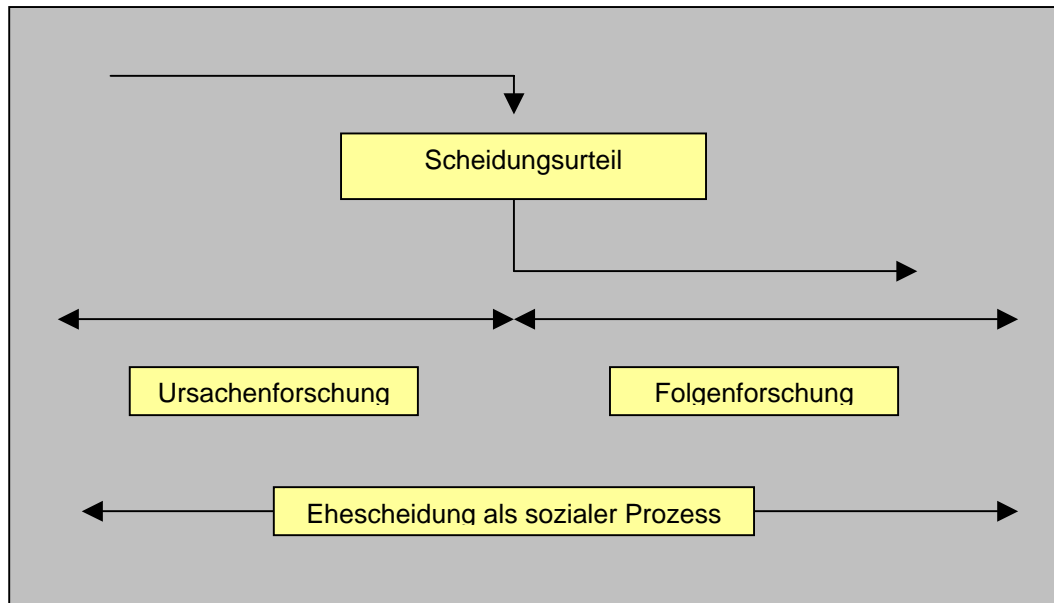 Scheidungsurteil
Ursachenforschung
Folgenforschung
Ehescheidung als sozialer Prozess